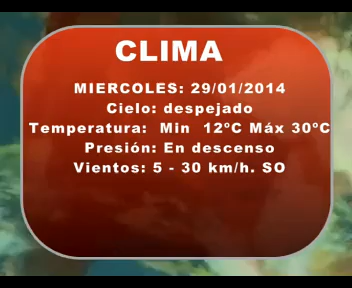 CLIMA
MIERCOLES: 29/01/2014
Cielo: despejado
Temperatura: Min 12ºC Máx 30ºC
Presión: En descenso
Vientos: 5 - 30 km/h. SO